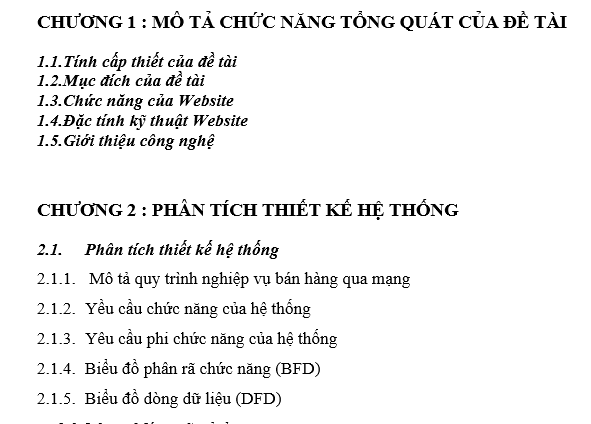 CHƯƠNG 1 : MÔ TẢ CHỨC NĂNG TỔNG QUÁT CỦA ĐỀ TÀI
1.1.Tính cấp thiết của đề tài
1.2.Mục đích của đề tài
1.3.Chức năng của Website
1.4.Đặc tính kỹ thuật Website
1.5.Giới thiệu công nghệ
CHƯƠNG 2 : PHÂN TÍCH THIẾT KẾ HỆ THỐNG
2.1. Phân tích thiết kế hệ thống
2.1.1. Mô tả quy trình nghiệp vụ bán hàng qua mạng
2.1.2. Yều cầu chức năng của hệ thống
2.1.3. Yêu cầu phi chức năng của hệ thống
2.1.4. Biểu đồ phân rã chức năng (BFD)
2.1.5. Biểu đồ dòng dữ liệu (DFD)